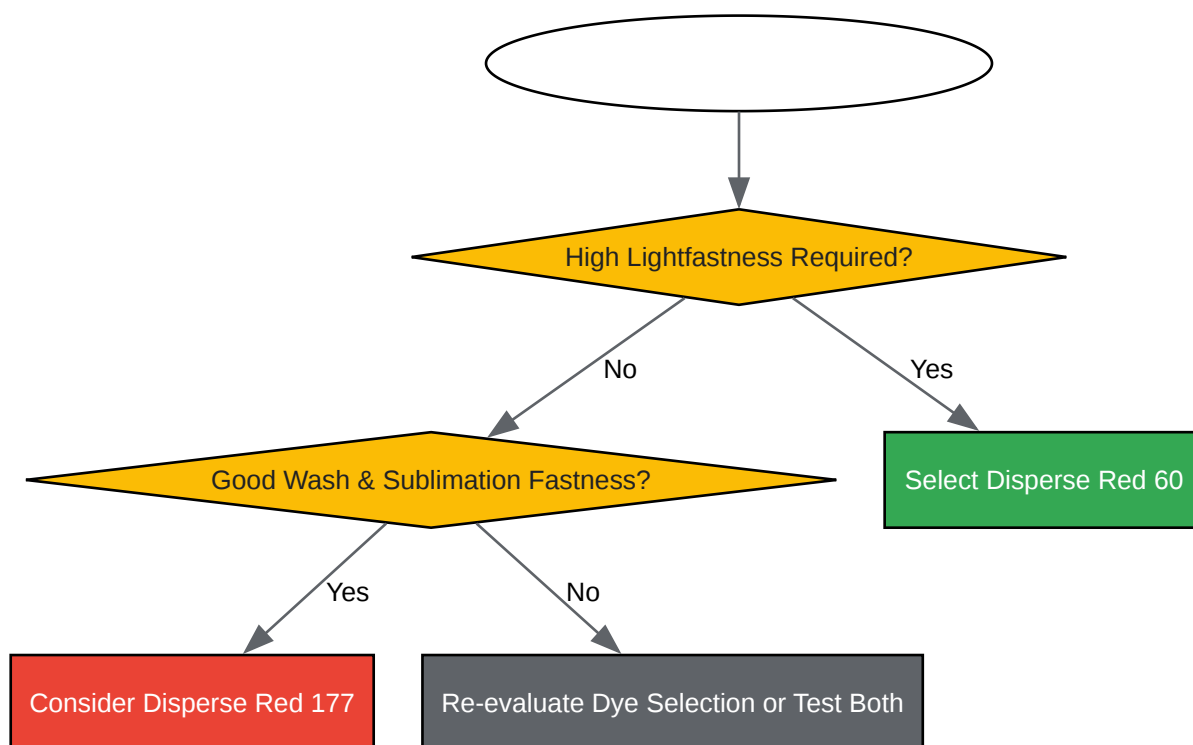 High Lightfastness Required?
No
Yes
Good Wash & Sublimation Fastness?
Select Disperse Red 60
Yes
No
Consider Disperse Red 177
Re-evaluate Dye Selection or Test Both